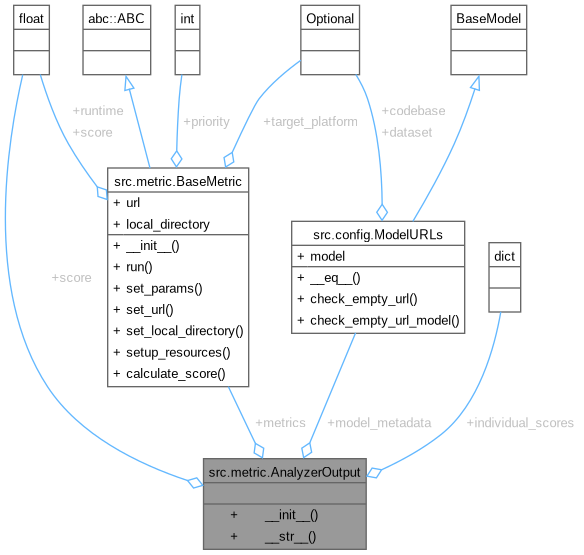 float
abc::ABC
int
Optional
BaseModel
+runtime
+score
+priority
+target_platform
+codebase
+dataset
src.metric.BaseMetric
+ url
+ local_directory
+ __init__()
+ run()
+ set_params()
+ set_url()
+ set_local_directory()
+ setup_resources()
+ calculate_score()
src.config.ModelURLs
+ model
+ __eq__()
+ check_empty_url()
+ check_empty_url_model()
dict
+score
+metrics
+model_metadata
+individual_scores
src.metric.AnalyzerOutput
+ __init__()
+ __str__()